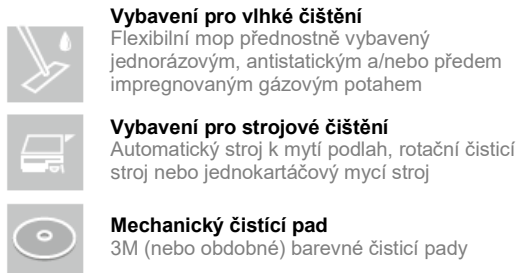 Vybavení pro vlhké čištění
Flexibilní mop přednostně vybavený
jednorázovým, antistatickým a/nebo předem
impregnovaným gázovým potahem
Vybavení pro strojové čištění
Automatický stroj k mytí podlah, rotační čisticí
stroj nebo jednokartáčový mycí stroj
Mechanický čistící pad
3M (nebo obdobné) barevné čisticí pady